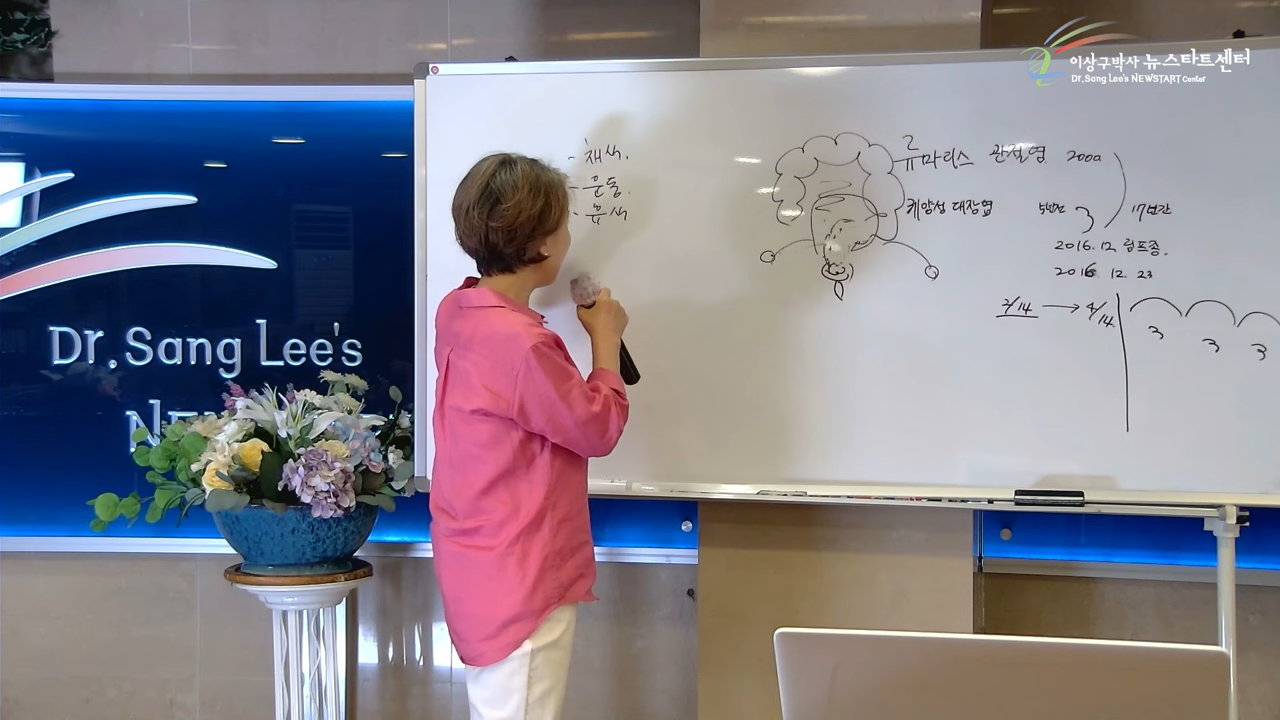 이상구박사 뉴스타트센터
Dr. Sang Lee's NEWSTART Center
- 채식.
- 운동.
- 휴식
류마티스 관절염 200a
궤양성 대장염 5년전 3 17년간
2016.12 림프종.
2016 12. 23
2/14 → 4/14
3 3 3
Dr. Sang Lee's